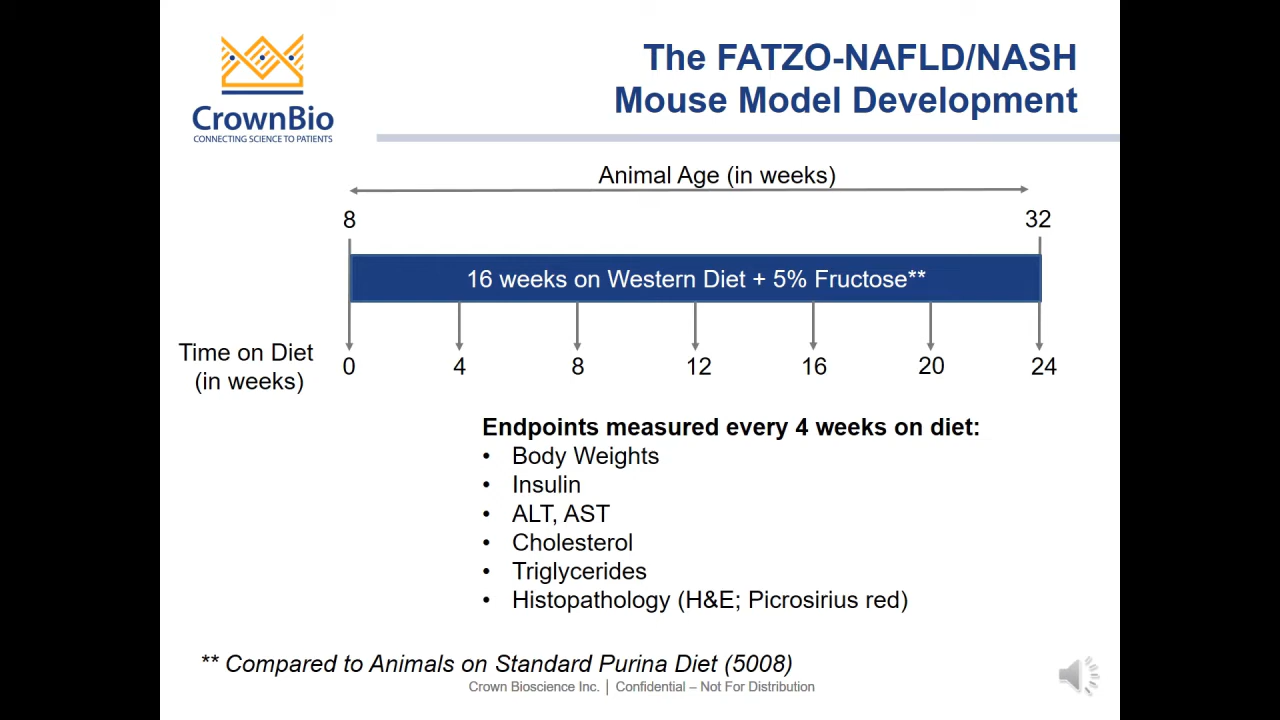 The FATZO-NAFLD/NASH
Mouse Model Development
CrownBio
CONNECTING SCIENCE TO PATIENTS
Animal Age (in weeks)
8 32
16 weeks on Western Diet + 5% Fructose**
Time on Diet
(in weeks)
0 4 8 12 16 20 24
Endpoints measured every 4 weeks on diet:
• Body Weights
• Insulin
• ALT, AST
• Cholesterol
• Triglycerides
• Histopathology (H&E; Picrosirius red)
** Compared to Animals on Standard Purina Diet (5008)
Crown Bioscience Inc. | Confidential – Not For Distribution